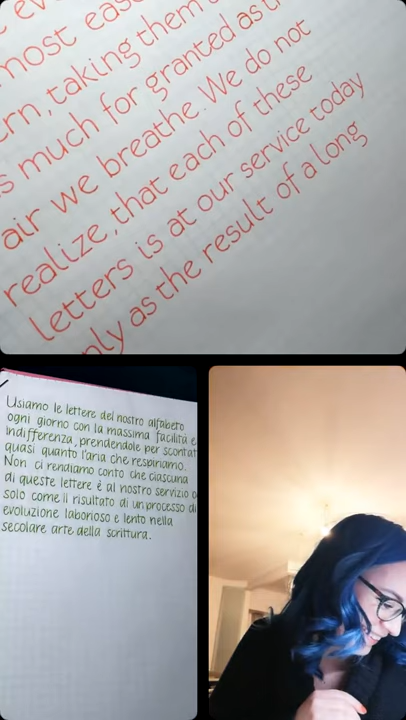 most
taking them
s much for granted as
air we breathe. We do not
realize, that each of these
letters is at our service today
as the result of a long
Usiamo le lettere del nostro alfabeto
ogni giorno con la massima facilità e
indifferenza, prendendole per scontat
quasi quanto l'aria che respiriamo.
Non ci rendiamo conto che ciascuna
di queste lettere è al nostro servizio o
solo come il risultato di un processo di
evoluzione laborioso e lento nella
secolare arte della scrittura.